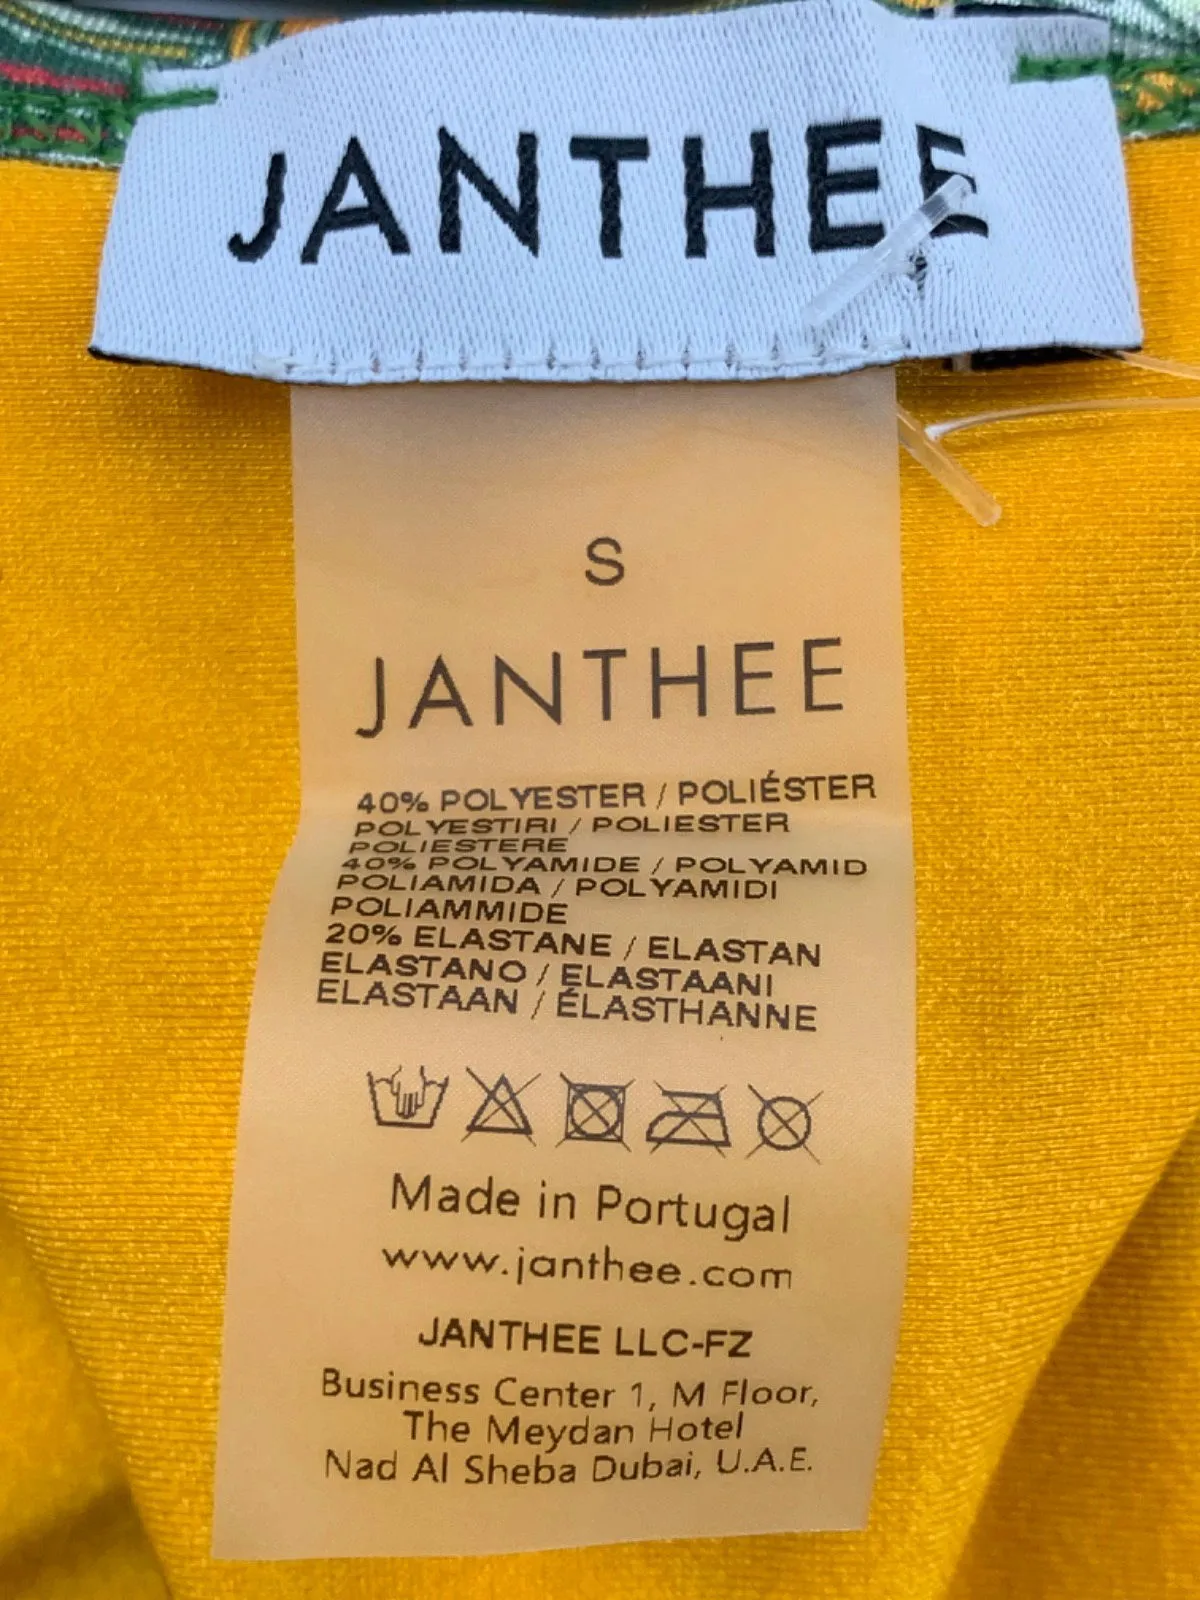 JANTHEE
S
JANTHEE
40% POLYESTER / POLIÉSTER
POLYESTIRI / POLIESTER
POLIESTERE
40% POLYAMIDE / POLYAMID
POLIAMIDA / POLYAMIDI
POLIAMMIDE
20% ELASTANE / ELASTAN
ELASTANO / ELASTAANI
ELASTAAN / ÉLASTHANNE
Made in Portugal
www.janthee.com
JANTHEE LLC-FZ
Business Center 1, M Floor,
The Meydan Hotel
Nad Al Sheba Dubai, U.A.E.